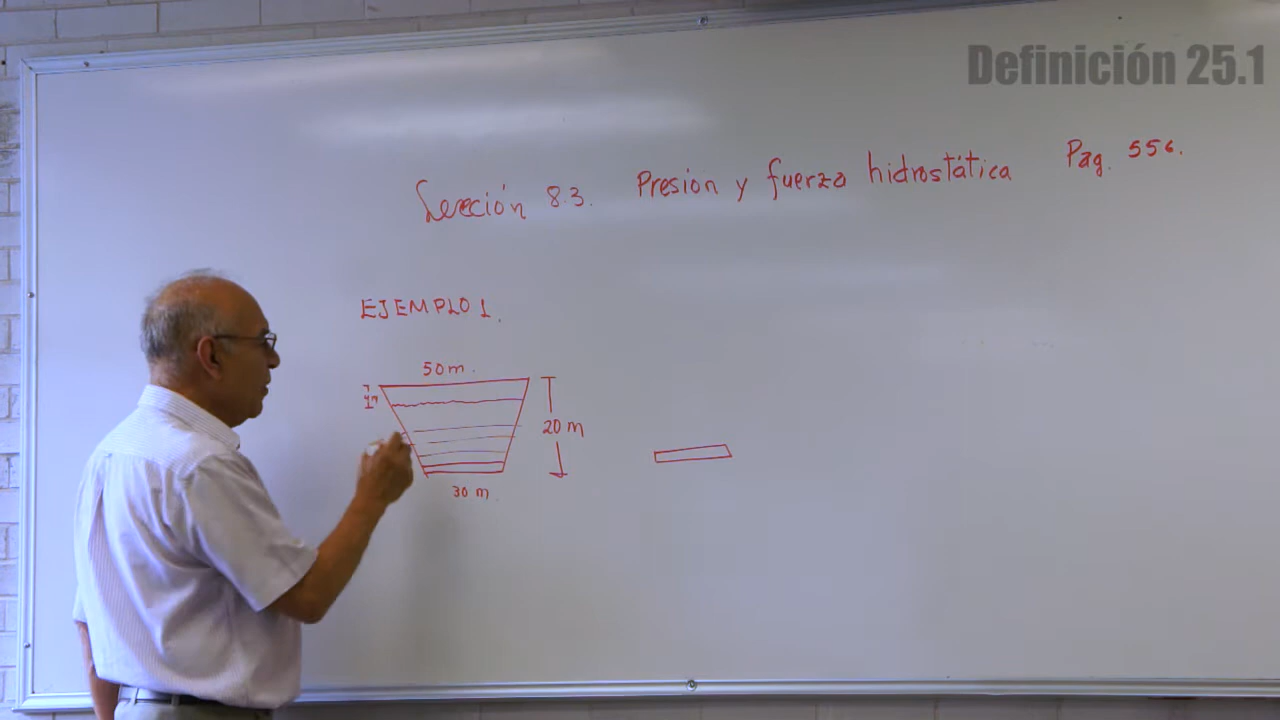 Definición 25.1
Sección 8.3. Presion y fuerza hidrostática Pag. 556.
EJEMPLO 1.
50 m.
20 m
30 m.